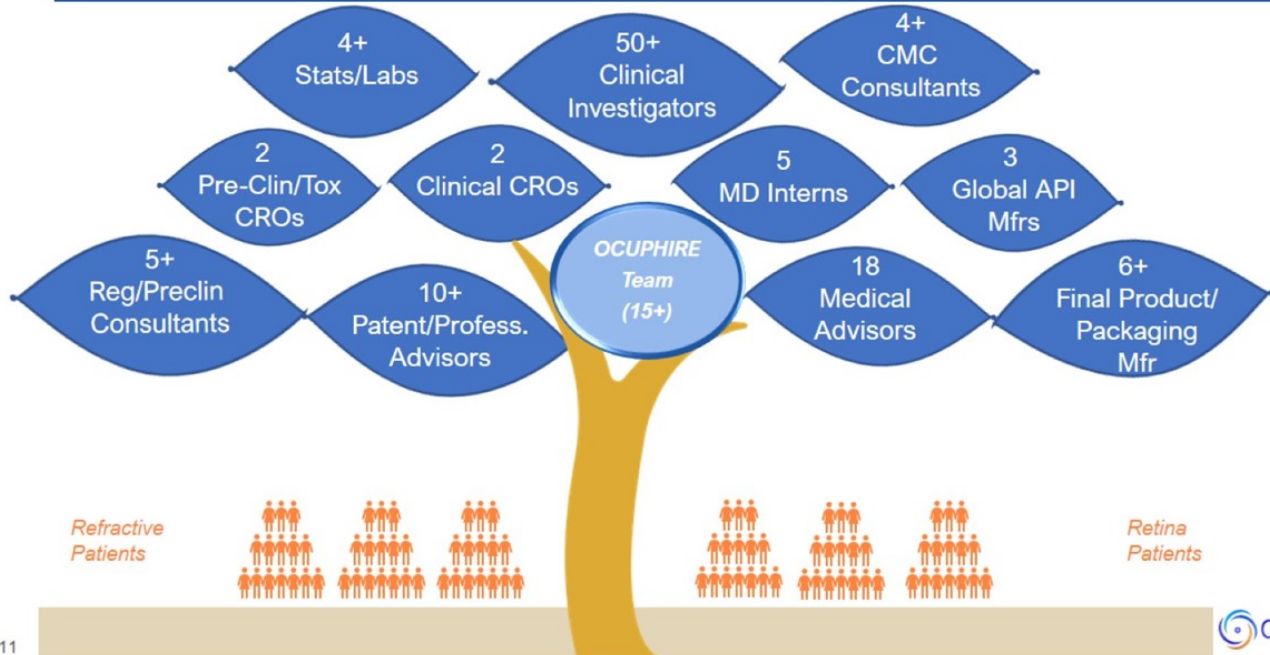 4+
Stats/Labs
50+
Clinical
Investigators
4+
CMC
Consultants
2
Pre-Clin/Tox
CROs
2
Clinical CROs
5
MD Interns
3
Global API
Mfrs
5+
Reg/Preclin
Consultants
10+
Patent/Profess.
Advisors
OCUPHIRE
Team
(15+)
18
Medical
Advisors
6+
Final Product/
Packaging
Mfr
Refractive
Patients
Retina
Patients
11